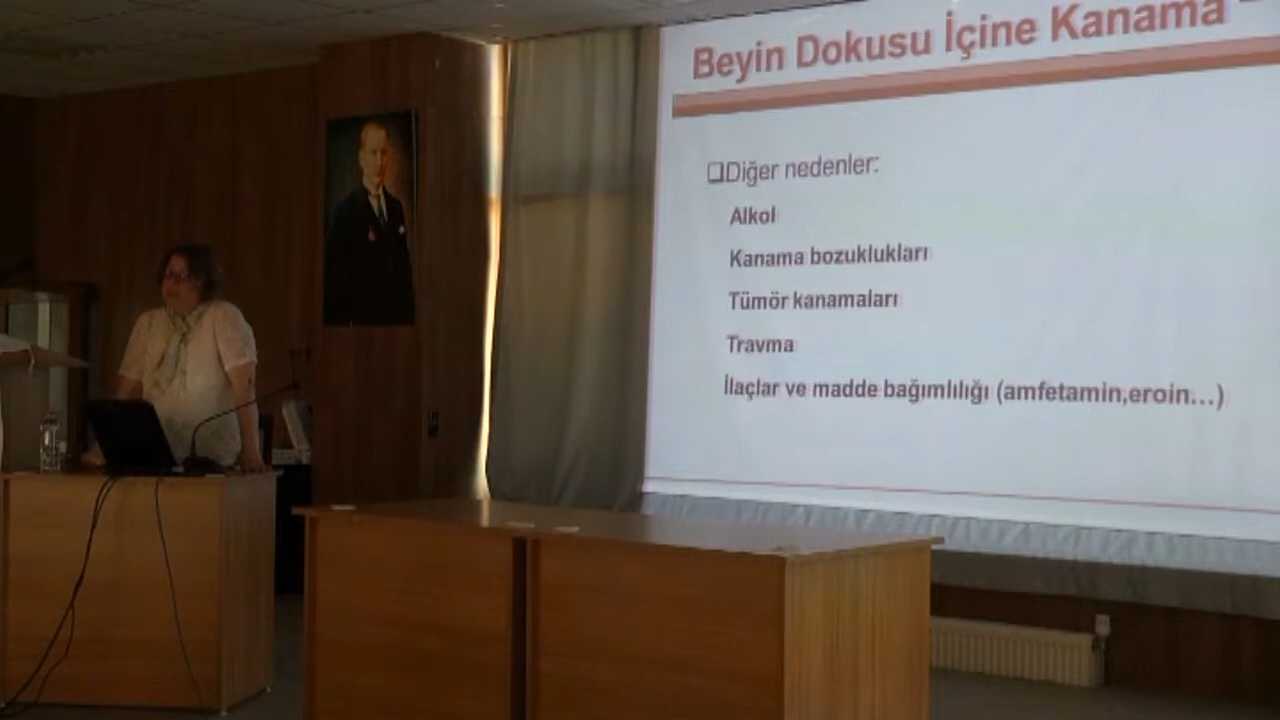 Beyin Dokusu İçine Kanama -
❑Diğer nedenler:
Alkol
Kanama bozuklukları
Tümör kanamaları
Travma
İlaçlar ve madde bağımlılığı (amfetamin,eroin...)